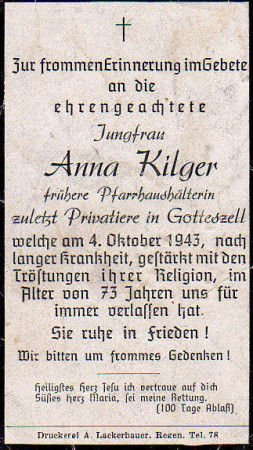 Zur frommen Erinnerung im Gebete
an die
ehrengeachtete
Jungfrau
Anna Kilger
frühere Pfarrhaushälterin
zuletzt Privatiere in Gotteszell
welche am 4. Oktober 1943, nach
langer Krankheit, gestärkt mit den
Tröstungen ihrer Religion, im
Alter von 73 Jahren uns für
immer verlassen hat.
Sie ruhe in Frieden!
Wir bitten um frommes Gedenken!
Heiligstes Herz Jesu ich vertraue auf dich
Süßes Herz Mariä, sei meine Rettung.
(100 Tage Ablaß)
Druckerei A. Lackerbauer, Regen, Tel. 78